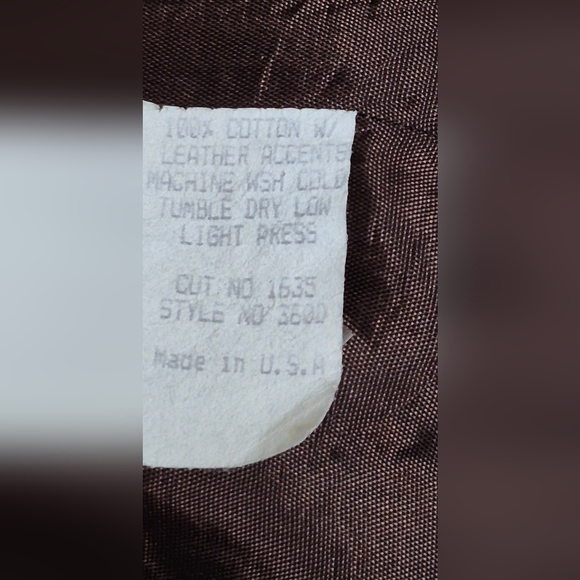 100% COTTON W/
LEATHER ACCENTS
MACHINE WSH COLD
TUMBLE DRY LOW
LIGHT PRESS
CUT NO 1635
STYLE NO 360D
Made in U.S.A